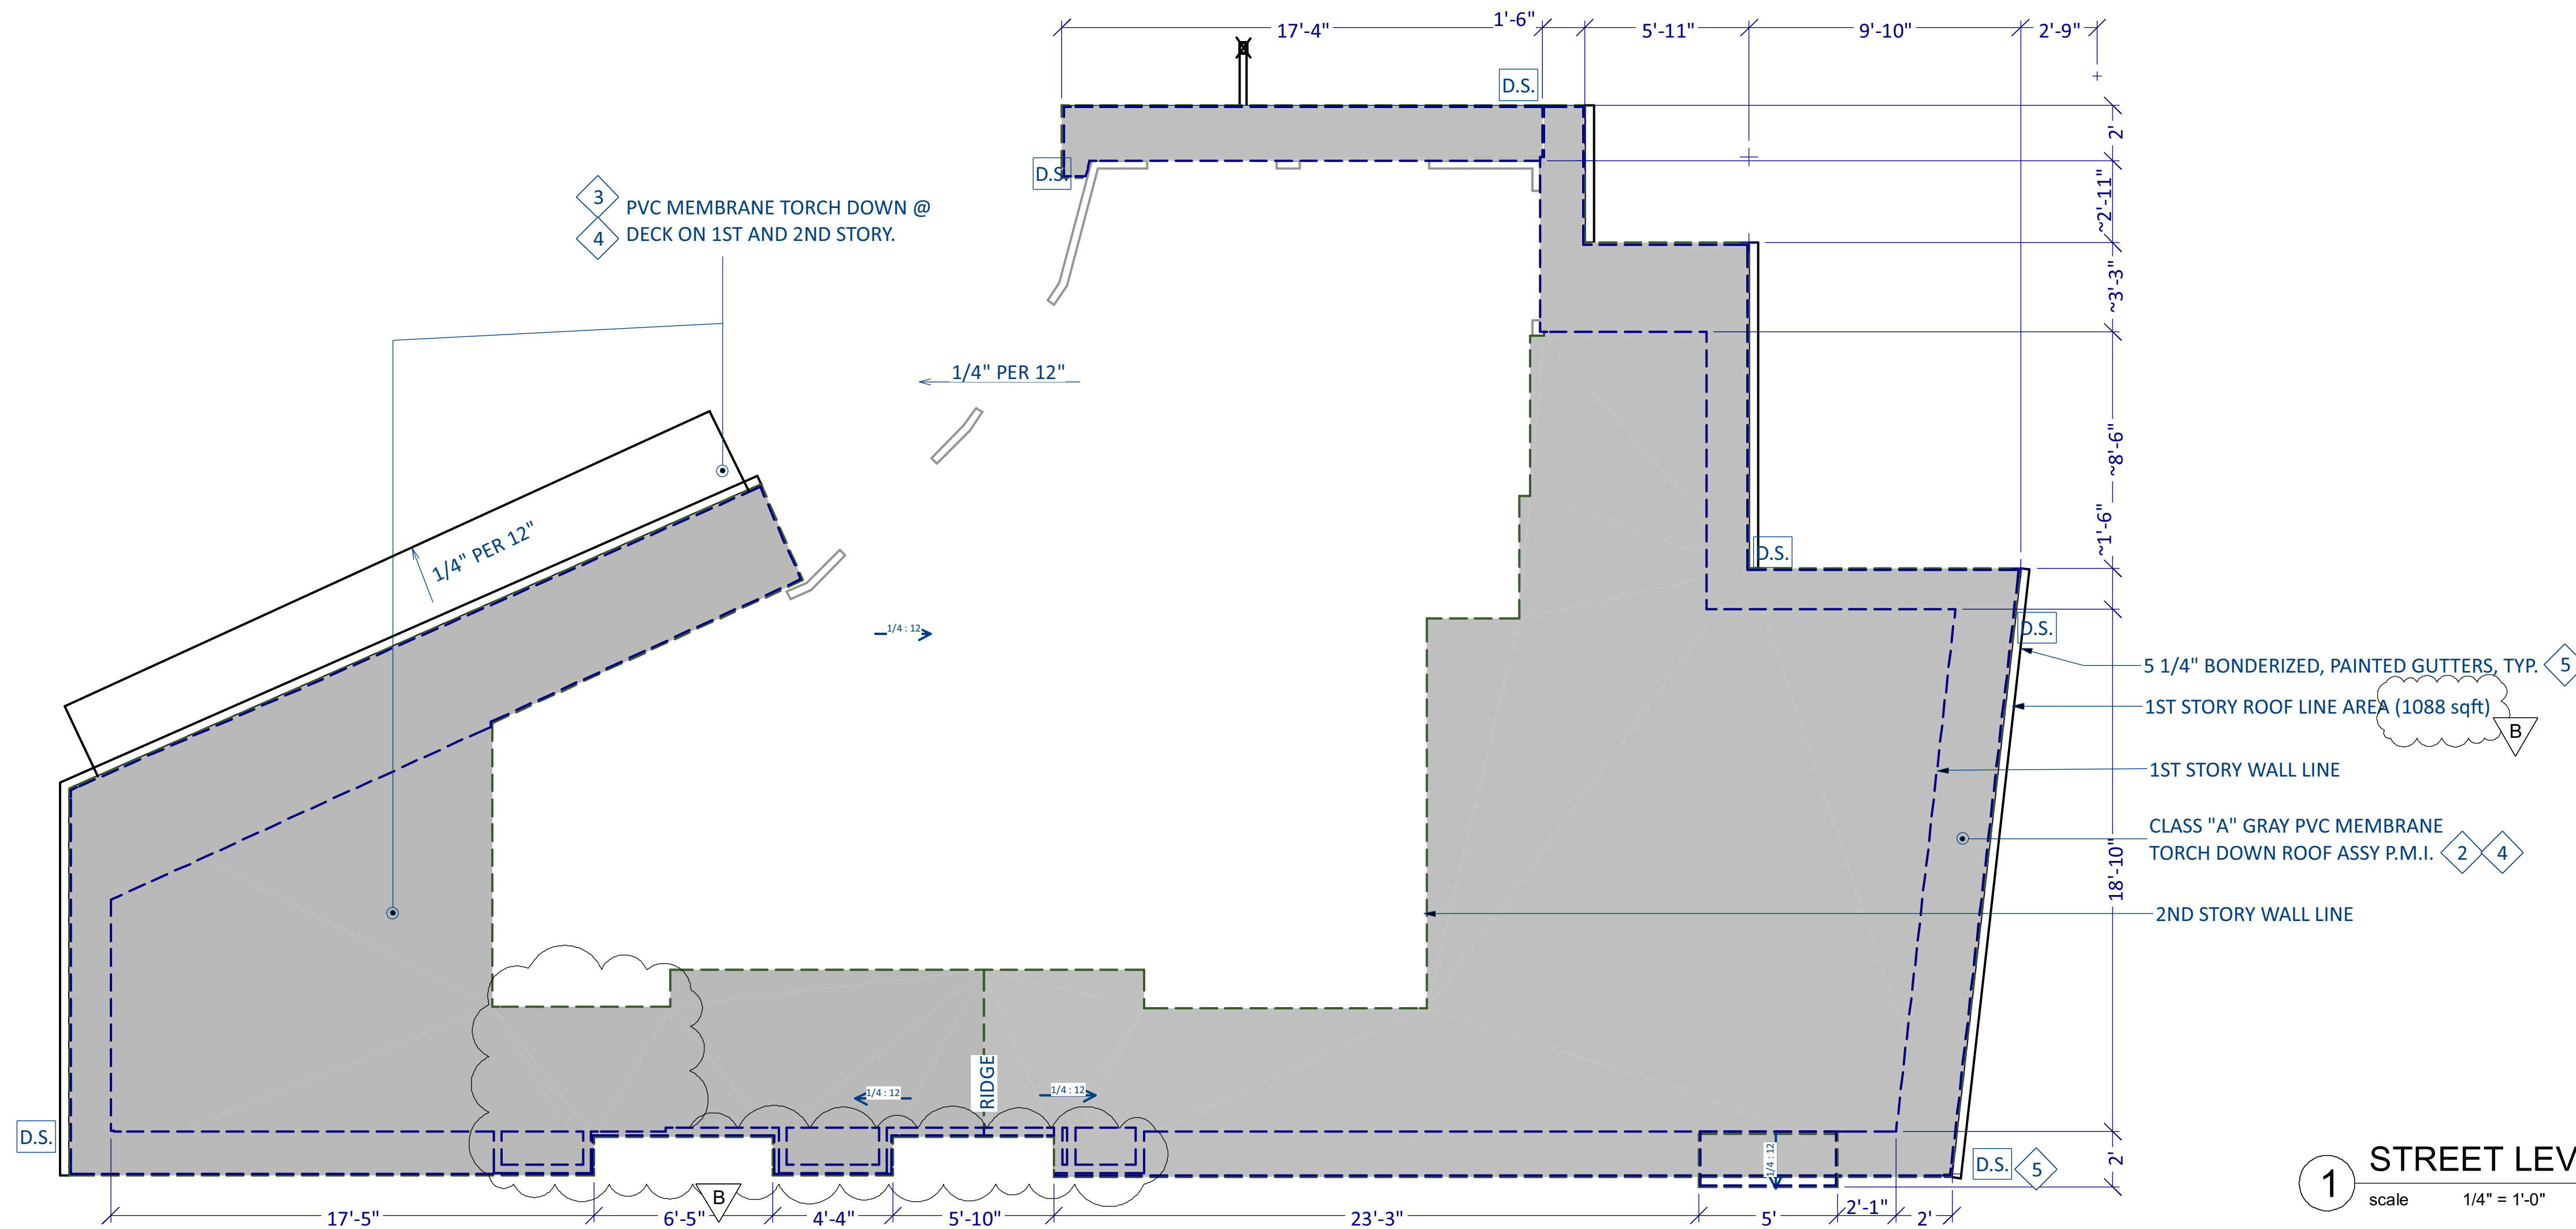 17'-4"
1'-6"
5'-11"
9'-10"
2'-9"
D.S.
2'
D.S.
~2'-11"
3
4
PVC MEMBRANE TORCH DOWN @
DECK ON 1ST AND 2ND STORY.
~3'-3"
1/4" PER 12"
~8'-6"
1/4" PER 12"
~1'-6"
D.S.
1/4 : 12
D.S.
5 1/4" BONDERIZED, PAINTED GUTTERS, TYP.
5
1ST STORY ROOF LINE AREA (1088 sqft)
B
1ST STORY WALL LINE
CLASS "A" GRAY PVC MEMBRANE
TORCH DOWN ROOF ASSY P.M.I.
2
4
18'-10"
2ND STORY WALL LINE
RIDGE
1/4 : 12
1/4 : 12
D.S.
1/4 : 12
2'
D.S.
5
1
STREET LEV
scale
1/4" = 1'-0"
B
17'-5"
6'-5"
4'-4"
5'-10"
23'-3"
5'
2'-1"
2'